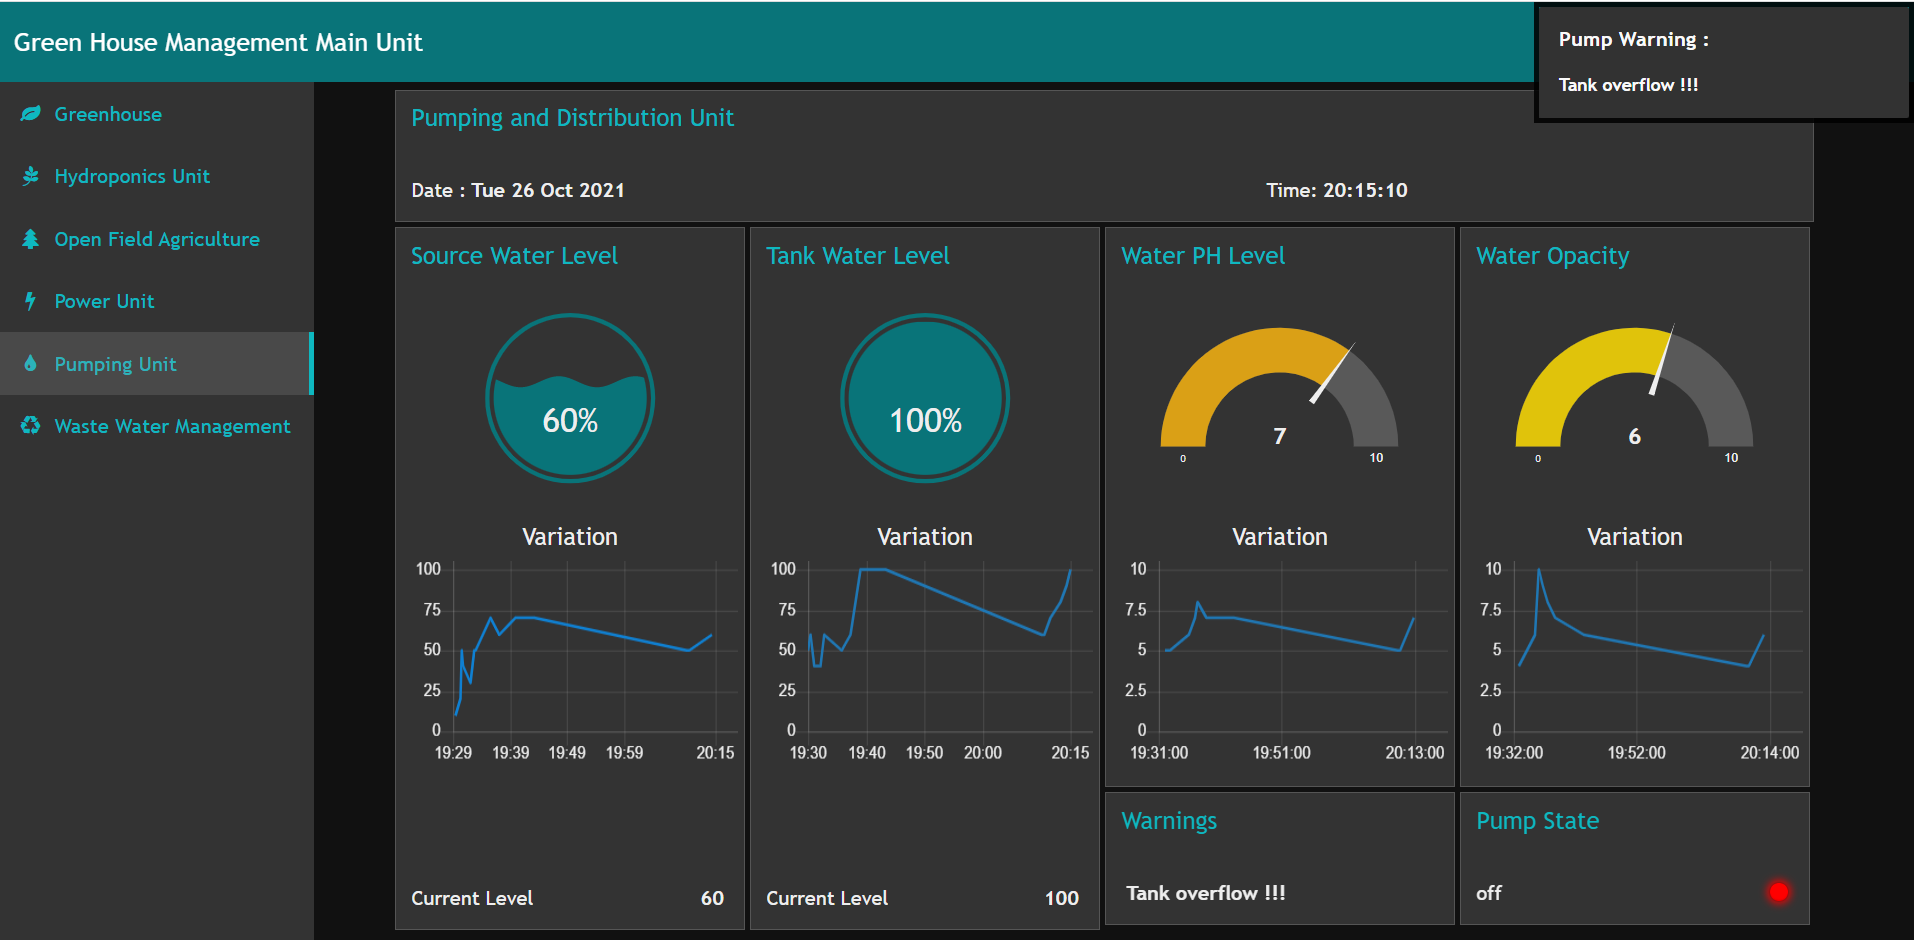 Green House Management Main Unit
Pump Warning :
Tank overflow !!!
Greenhouse
Hydroponics Unit
Open Field Agriculture
Power Unit
Pumping Unit
Waste Water Management
Pumping and Distribution Unit
Date : Tue 26 Oct 2021
Time: 20:15:10
Source Water Level
60%
Variation
100
75
50
25
0
19:29 19:39 19:49 19:59 20:15
Current Level 60
Tank Water Level
100%
Variation
100
75
50
25
0
19:30 19:40 19:50 20:00 20:15
Current Level 100
Water PH Level
7
0 10
Variation
10
7.5
5
2.5
0
19:31:00 19:51:00 20:13:00
Water Opacity
6
0 10
Variation
10
7.5
5
2.5
0
19:32:00 19:52:00 20:14:00
Warnings
Tank overflow !!!
Pump State
off